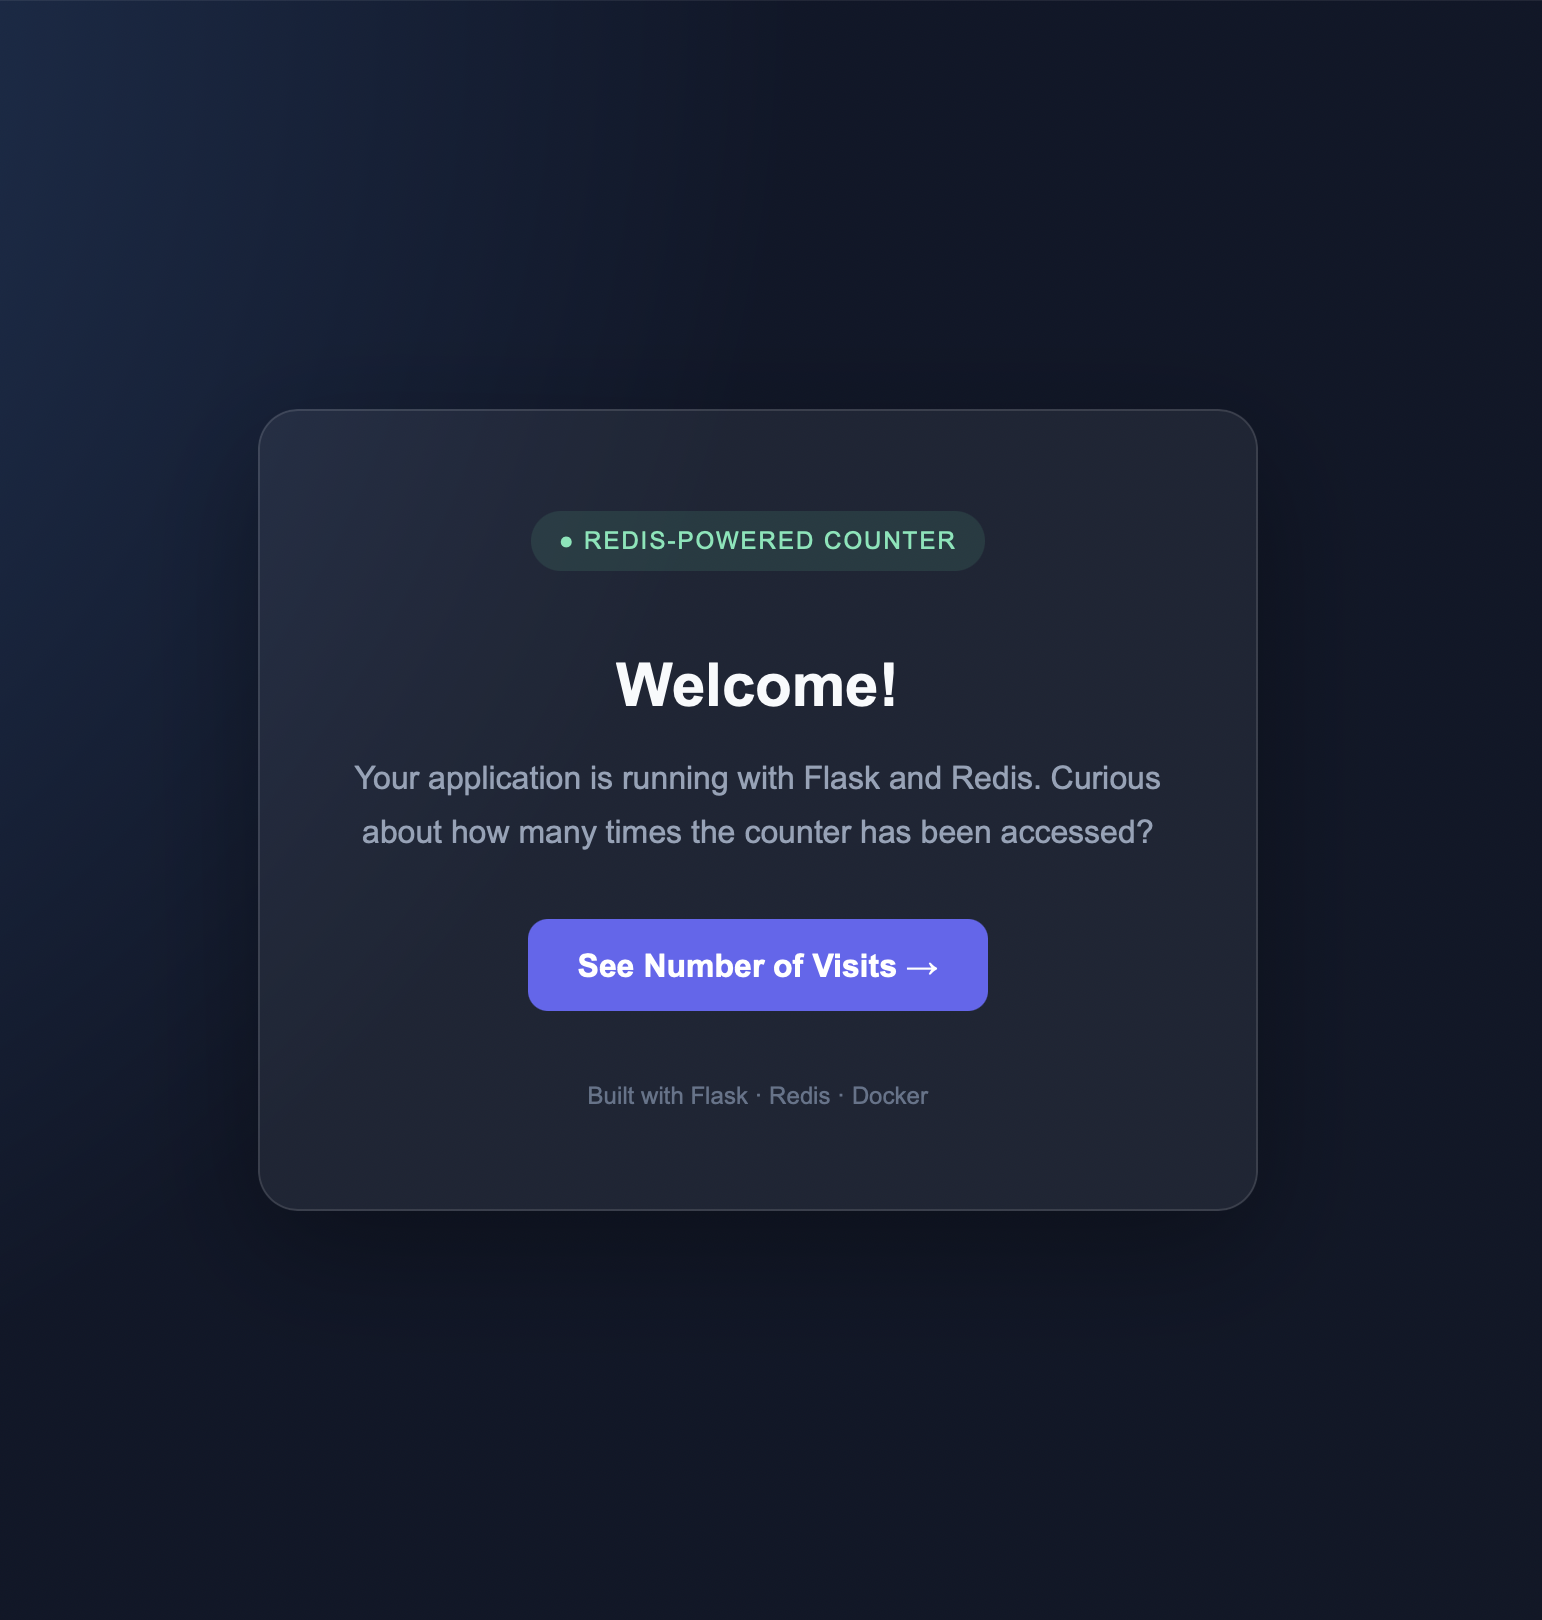 ● REDIS-POWERED COUNTER
Welcome!
Your application is running with Flask and Redis. Curious
about how many times the counter has been accessed?
See Number of Visits →
Built with Flask · Redis · Docker